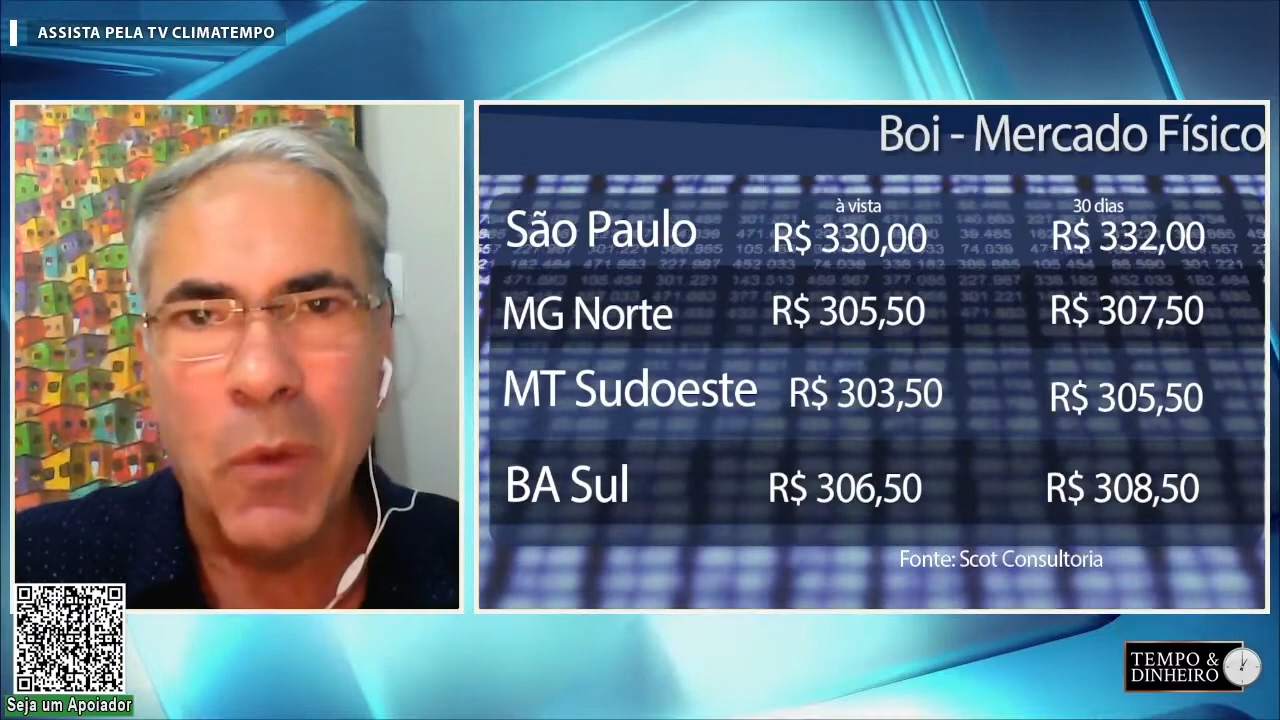 ASSISTA PELA TV CLIMATEMPO
Boi - Mercado Físico
à vista
30 dias
São Paulo R$ 330,00 R$ 332,00
MG Norte R$ 305,50 R$ 307,50
MT Sudoeste R$ 303,50 R$ 305,50
BA Sul R$ 306,50 R$ 308,50
Fonte: Scot Consultoria
Seja um Apoiador
TEMPO &
DINHEIRO